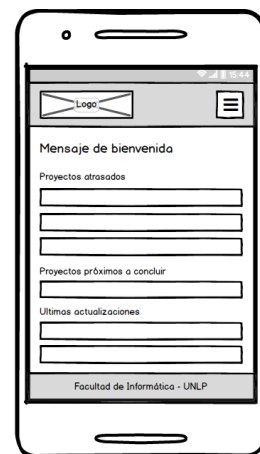 15:44
Logo
Mensaje de bienvenida
Proyectos atrasados
Proyectos próximos a concluir
Ultimas actualizaciones
Facultad de Informática - UNLP